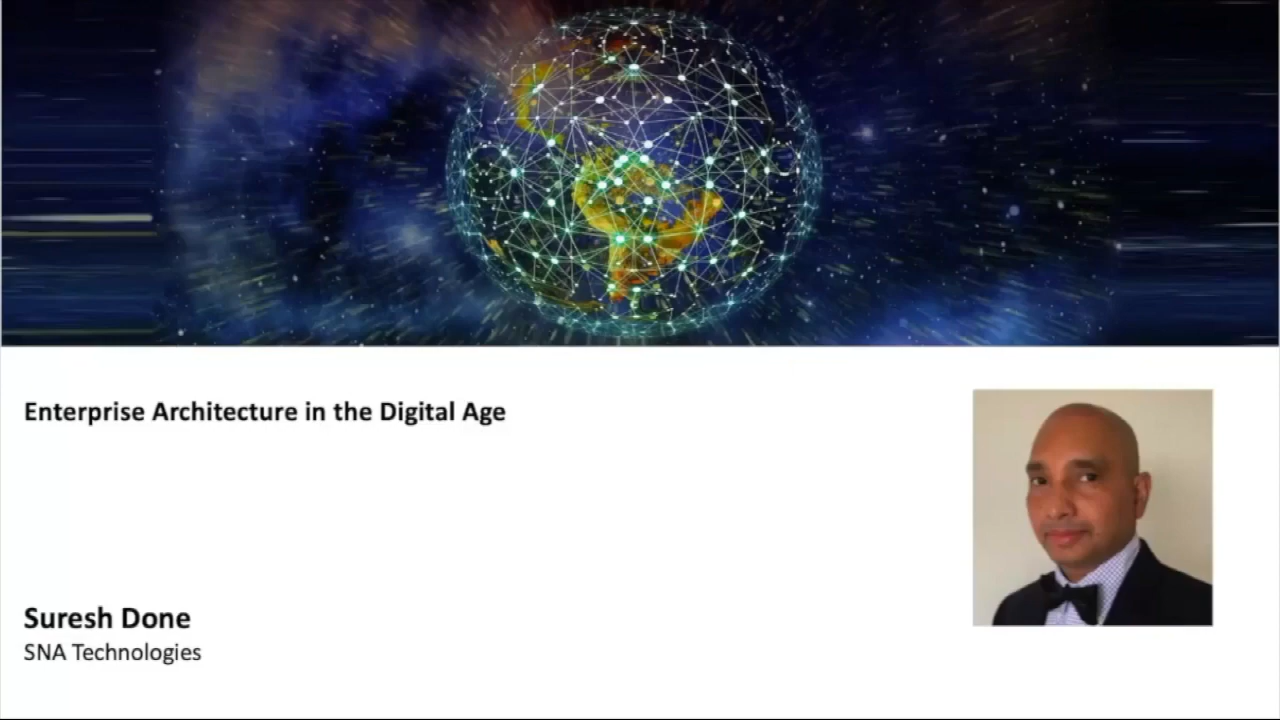 Enterprise Architecture in the Digital Age
Suresh Done
SNA Technologies